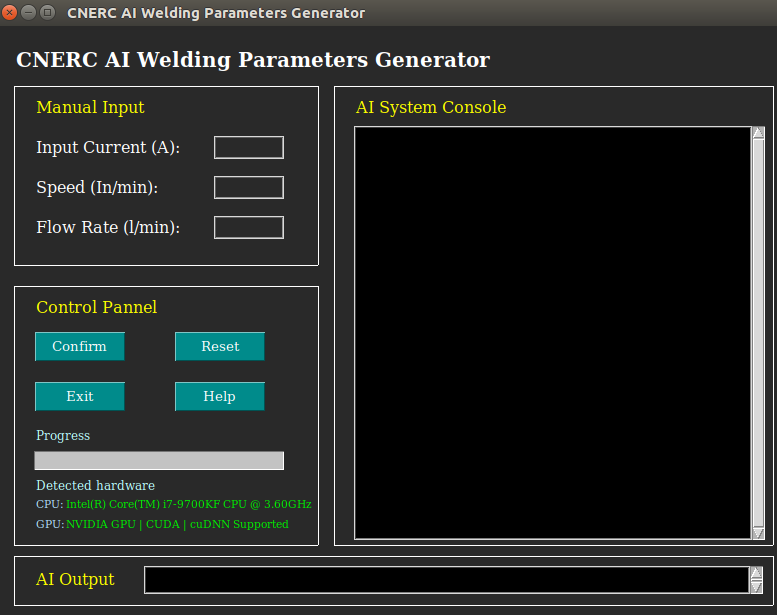 CNERC AI Welding Parameters Generator
CNERC AI Welding Parameters Generator
Manual Input
Input Current (A):
Speed (In/min):
Flow Rate (l/min):
Control Pannel
Confirm
Reset
Exit
Help
Progress
Detected hardware
CPU: Intel(R) Core(TM) i7-9700KF CPU @ 3.60GHz
GPU: NVIDIA GPU | CUDA | cuDNN Supported
AI System Console
AI Output